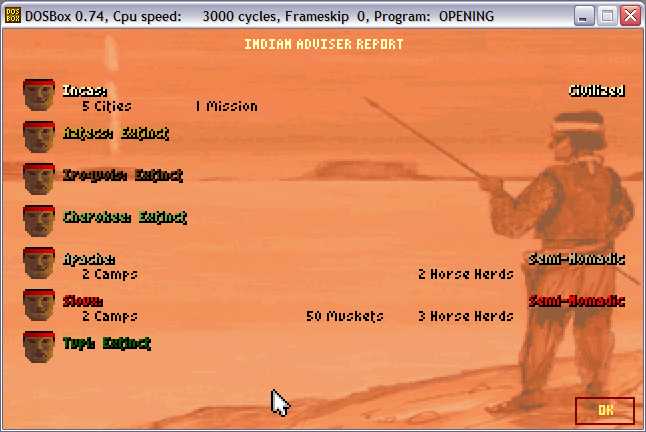 DOSBox 0.74, Cpu speed: 3000 cycles, Frameskip 0, Program: OPENING
INDIAN ADVISER REPORT
Incas: Civilized
5 Cities 1 Mission
Aztecs: Extinct
Iroquois: Extinct
Cherokee: Extinct
Apache: Semi-Nomadic
2 Camps 2 Horse Herds
Sioux: Semi-Nomadic
2 Camps 50 Muskets 3 Horse Herds
Tupi: Extinct
OK